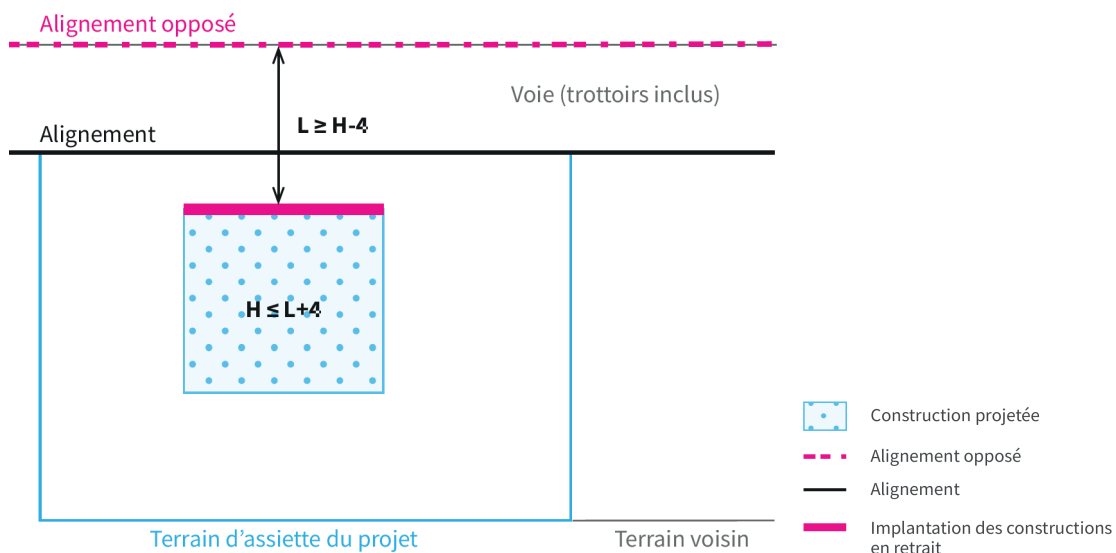 Alignement opposé
Voie (trottoirs inclus)
L ≥ H-4
Alignement
H ≤ L+4
Construction projetée
Alignement opposé
Alignement
Implantation des constructions
en retrait
Terrain d’assiette du projet
Terrain voisin